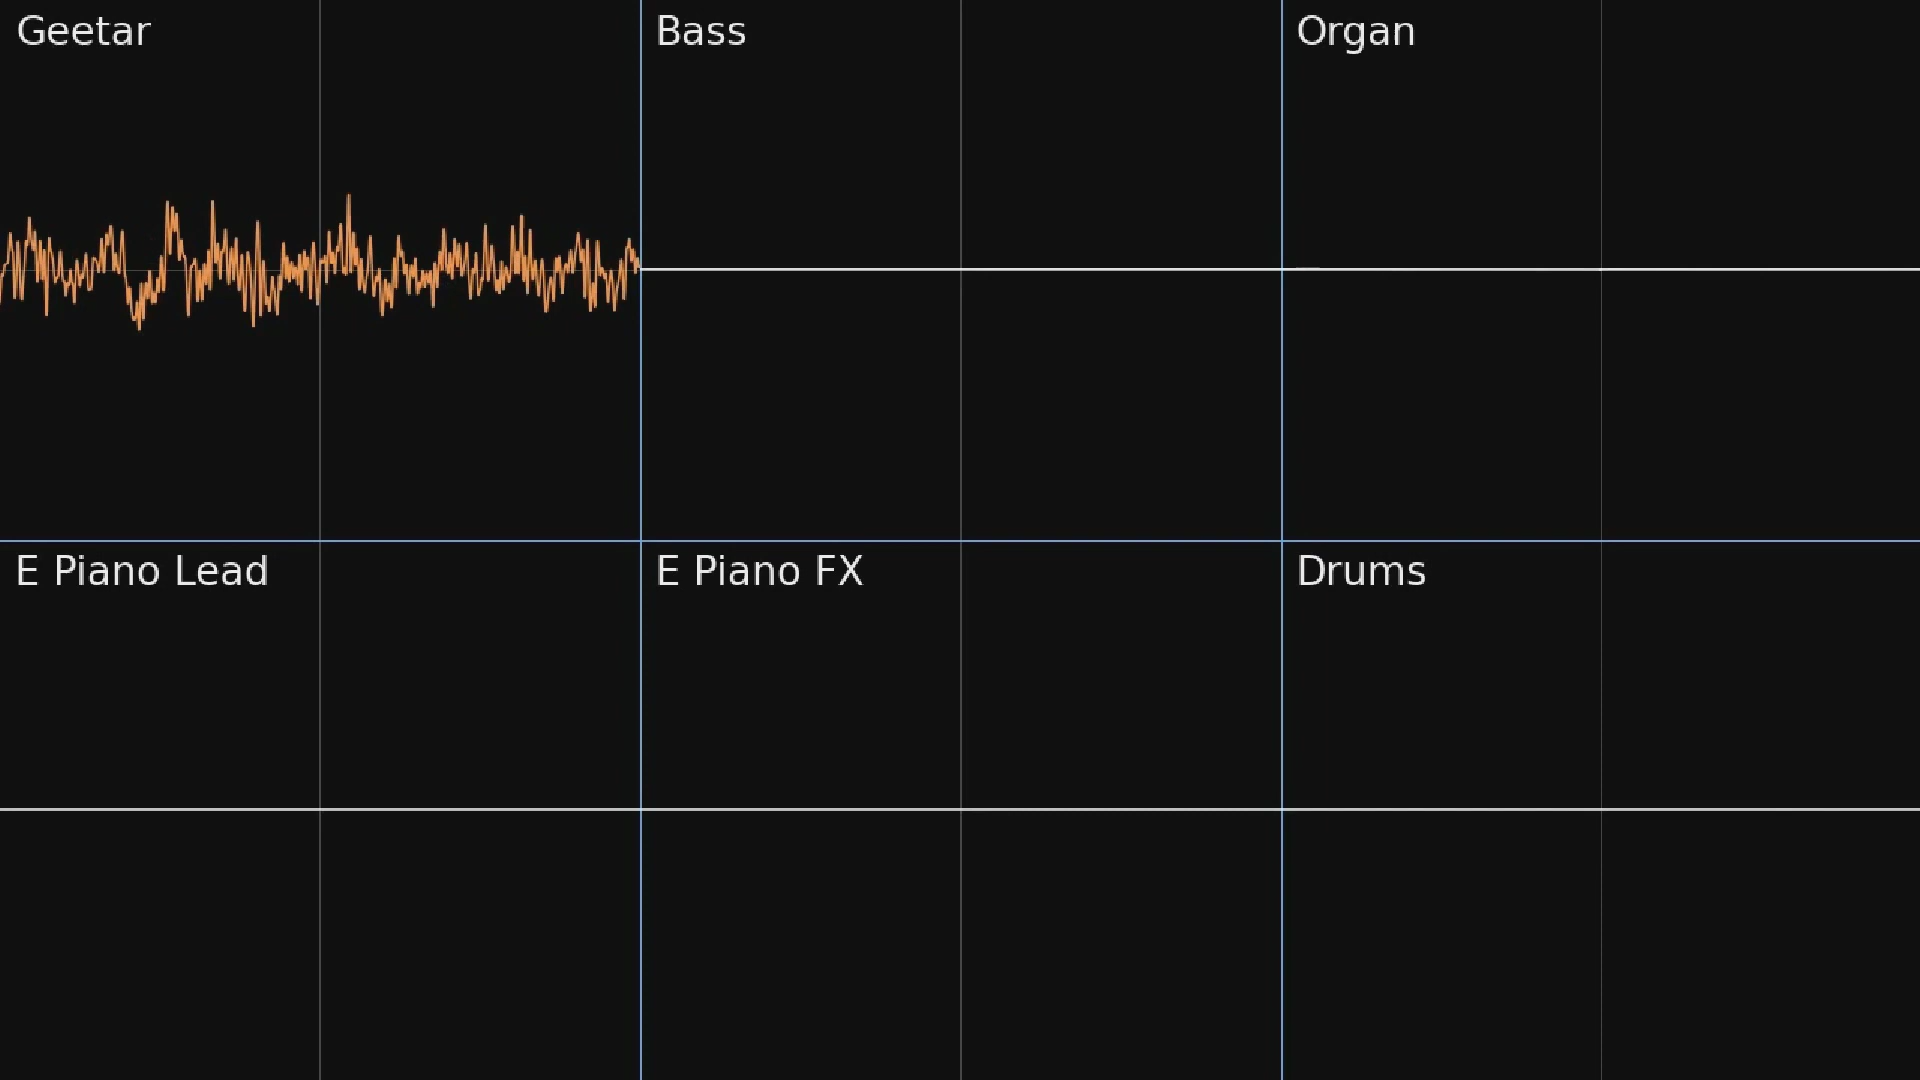 Geetar
Bass
Organ
E Piano Lead
E Piano FX
Drums